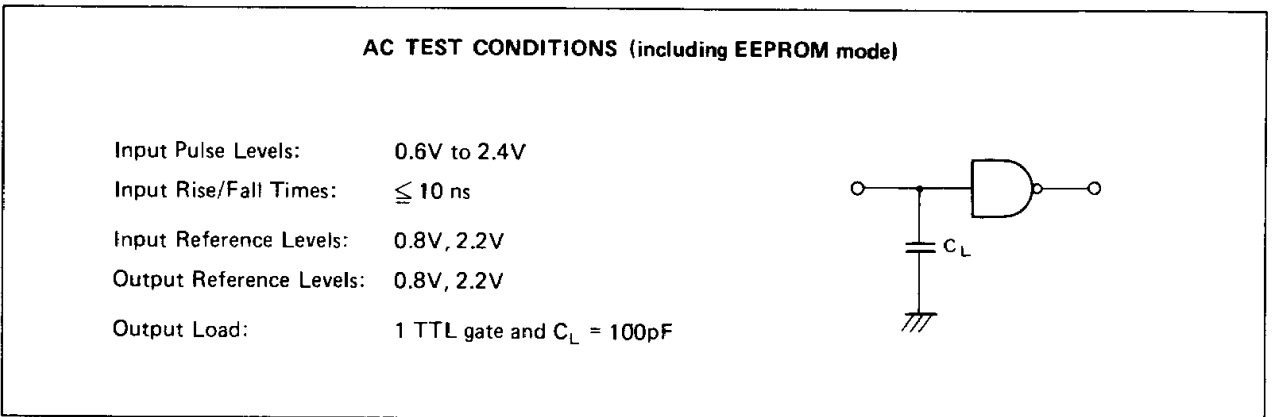 AC TEST CONDITIONS (including EEPROM mode)
Input Pulse Levels: 0.6V to 2.4V
Input Rise/Fall Times: ≦ 10 ns
Input Reference Levels: 0.8V, 2.2V
Output Reference Levels: 0.8V, 2.2V
Output Load: 1 TTL gate and CL = 100pF
CL